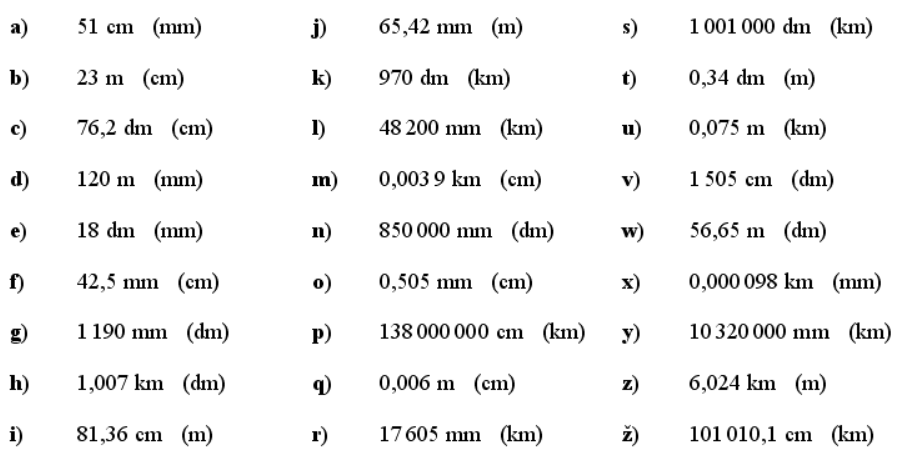 a) 51 cm (mm) j) 65,42 mm (m) s) 1 001 000 dm (km)
b) 23 m (cm) k) 970 dm (km) t) 0,34 dm (m)
c) 76,2 dm (cm) l) 48 200 mm (km) u) 0,075 m (km)
d) 120 m (mm) m) 0,003 9 km (cm) v) 1 505 cm (dm)
e) 18 dm (mm) n) 850 000 mm (dm) w) 56,65 m (dm)
f) 42,5 mm (cm) o) 0,505 mm (cm) x) 0,000 098 km (mm)
g) 1 190 mm (dm) p) 138 000 000 cm (km) y) 10 320 000 mm (km)
h) 1,007 km (dm) q) 0,006 m (cm) z) 6,024 km (m)
i) 81,36 cm (m) r) 17 605 mm (km) ž) 101 010,1 cm (km)